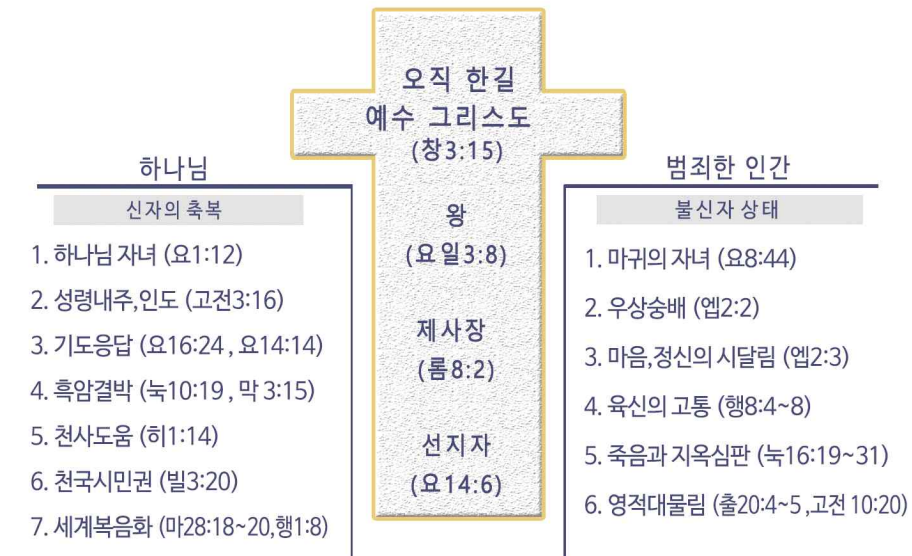 오직 한길
예수 그리스도
(창3:15)
왕
(요일3:8)
제사장
(롬8:2)
선지자
(요14:6)
하나님
신자의 축복
1. 하나님 자녀 (요1:12)
2. 성령내주,인도 (고전3:16)
3. 기도응답 (요16:24 , 요14:14)
4. 흑암결박 (눅10:19 , 막 3:15)
5. 천사도움 (히1:14)
6. 천국시민권 (빌3:20)
7. 세계복음화 (마28:18~20,행1:8)
범죄한 인간
불신자 상태
1. 마귀의 자녀 (요8:44)
2. 우상숭배 (엡2:2)
3. 마음,정신의 시달림 (엡2:3)
4. 육신의 고통 (행8:4~8)
5. 죽음과 지옥심판 (눅16:19~31)
6. 영적대물림 (출20:4~5 ,고전 10:20)